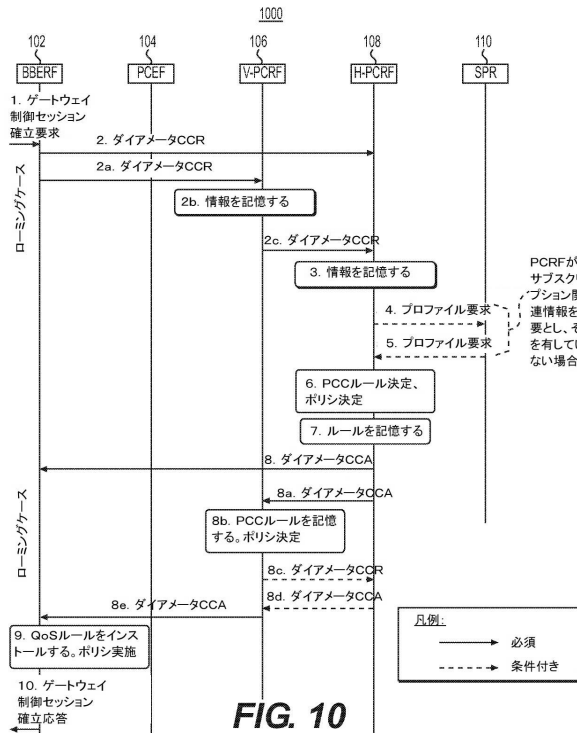 1000
102
104
106
108
110
BBERF
PCEF
V-PCRF
H-PCRF
SPR
1. ゲートウェイ
制御セッション
確立要求
2. ダイアメータCCR
2a. ダイアメータCCR
ローミングケース
2b. 情報を記憶する
2c. ダイアメータCCR
3. 情報を記憶する
PCRFが
サブスクリ
プション関
連情報を
要とし、そ
を有してい
ない場合
4. プロファイル要求
5. プロファイル要求
6. PCCルール決定、
ポリシ決定
7. ルールを記憶する
8. ダイアメータCCA
8a. ダイアメータCCA
ローミングケース
8b. PCCルールを記憶
する。ポリシ決定
8c. ダイアメータCCR
8d. ダイアメータCCA
8e. ダイアメータCCA
9. QoSルールをインス
トールする。ポリシ実施
10. ゲートウェイ
制御セッション
確立応答
凡例:
必須
条件付き
FIG. 10